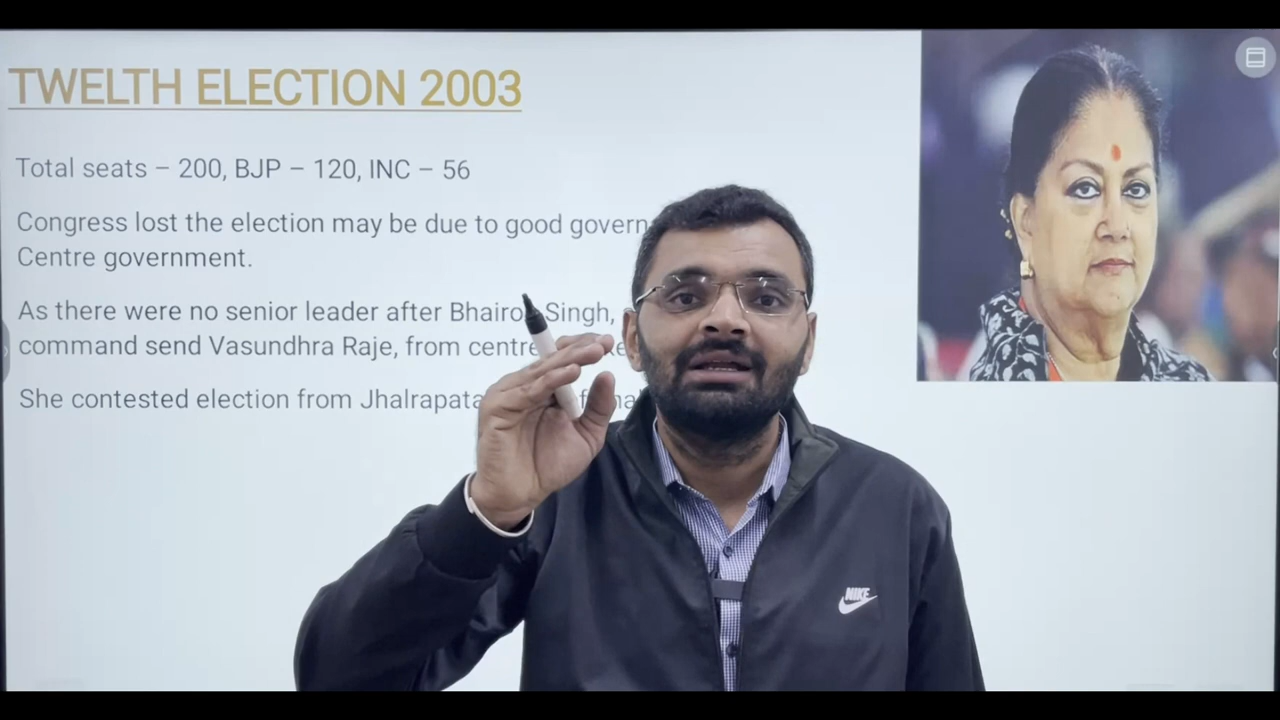 TWELTH ELECTION 2003
Total seats – 200, BJP – 120, INC – 56
Congress lost the election may be due to good govern
Centre government.
As there were no senior leader after Bhairo Singh,
command send Vasundhra Raje, from centre
She contested election from Jhalrapata
NIKE